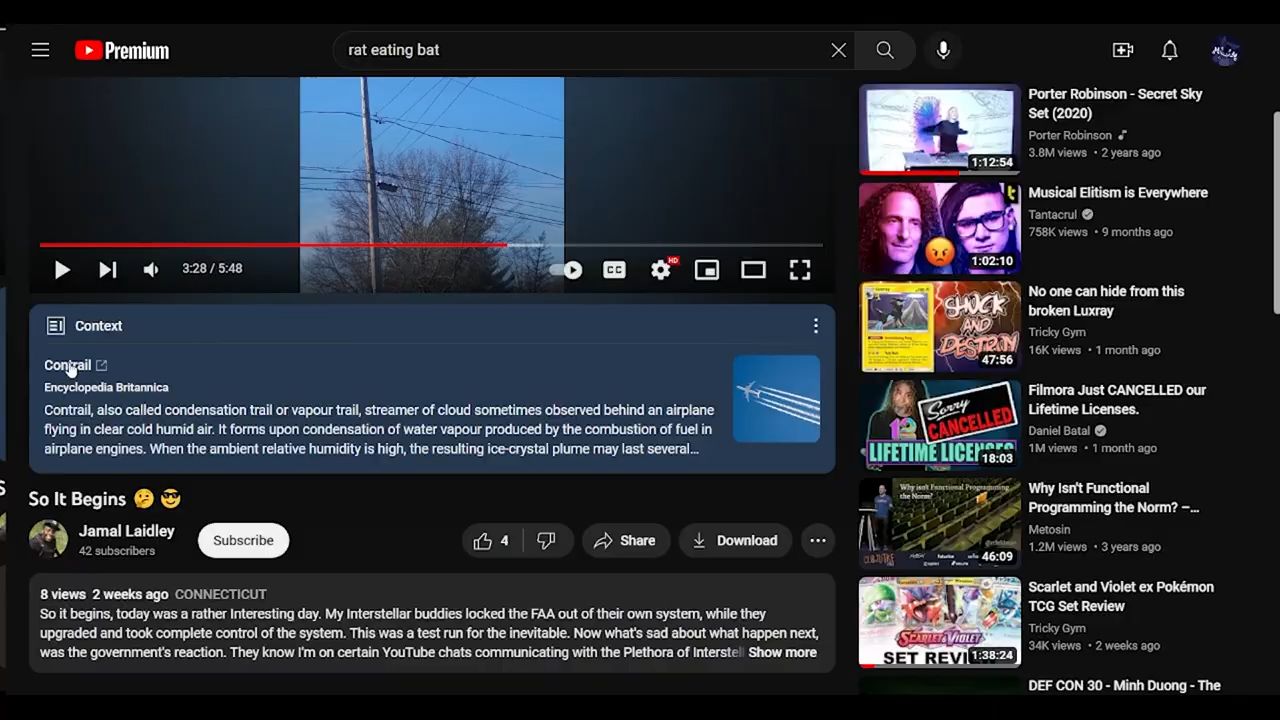 Premium
rat eating bat
3:28 / 5:48
CC
HD
Context
Contrail
Encyclopedia Britannica
Contrail, also called condensation trail or vapour trail, streamer of cloud sometimes observed behind an airplane
flying in clear cold humid air. It forms upon condensation of water vapour produced by the combustion of fuel in
airplane engines. When the ambient relative humidity is high, the resulting ice-crystal plume may last several...
So It Begins 🤔 😎
Jamal Laidley
42 subscribers
Subscribe
4
Share
Download
8 views 2 weeks ago CONNECTICUT
So it begins, today was a rather Interesting day. My Interstellar buddies locked the FAA out of their own system, while they
upgraded and took complete control of the system. This was a test run for the inevitable. Now what's sad about what happen next,
was the government's reaction. They know I'm on certain YouTube chats communicating with the Plethora of Interstel Show more
1:12:54
Porter Robinson - Secret Sky
Set (2020)
Porter Robinson
3.8M views • 2 years ago
1:02:10
Musical Elitism is Everywhere
Tantacrul
758K views • 9 months ago
SHUCK
AND
DESTROY
47:56
No one can hide from this
broken Luxray
Tricky Gym
16K views • 1 month ago
Sorry
CANCELLED
12
LIFETIME LICEN
18:03
Filmora Just CANCELLED our
Lifetime Licenses.
Daniel Batal
1M views • 1 month ago
Why isn't Functional Programming
the Norm?
46:09
Why Isn't Functional
Programming the Norm? –...
Metosin
1.2M views • 3 years ago
SCARLET & VIOLET
SET REVI
1:38:24
Scarlet and Violet ex Pokémon
TCG Set Review
Tricky Gym
34K views • 2 weeks ago
DEF CON 30 - Minh Duong - The